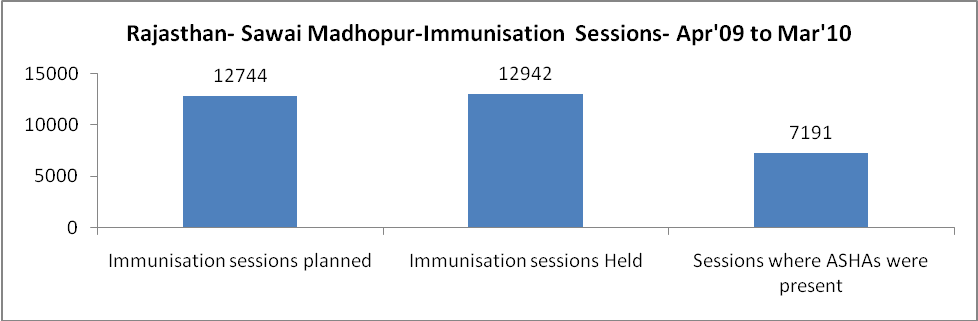 Rajasthan- Sawai Madhopur-Immunisation Sessions- Apr'09 to Mar'10
15000
10000
5000
0
12744
12942
7191
Immunisation sessions planned
Immunisation sessions Held
Sessions where ASHAs were
present